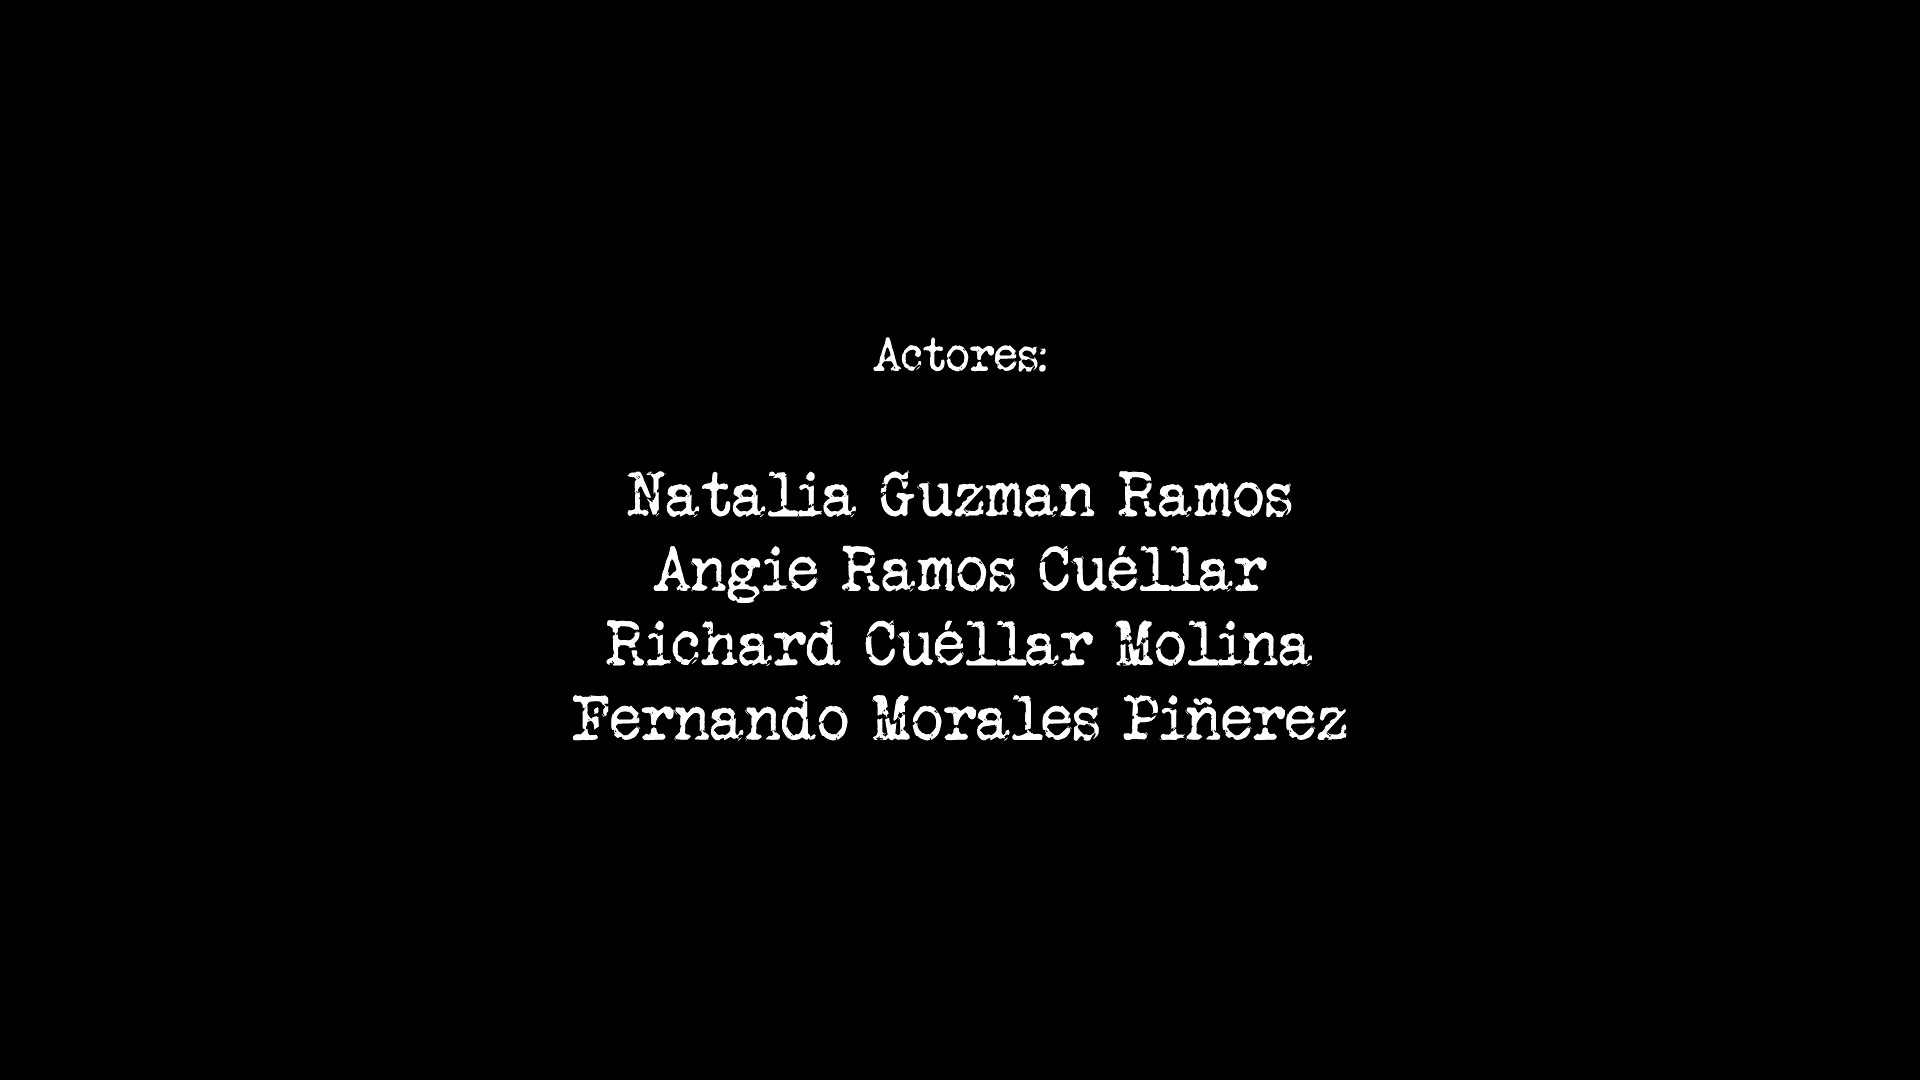 Actores:
Natalia Guzman Ramos
Angie Ramos Cuéllar
Richard Cuéllar Molina
Fernando Morales Piñerez